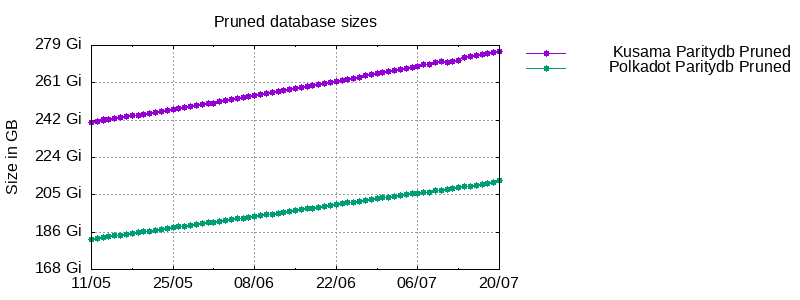 Pruned database sizes
279 Gi
261 Gi
242 Gi
224 Gi
205 Gi
186 Gi
168 Gi
Size in GB
11/05 25/05 08/06 22/06 06/07 20/07
Kusama Paritydb Pruned
Polkadot Paritydb Pruned